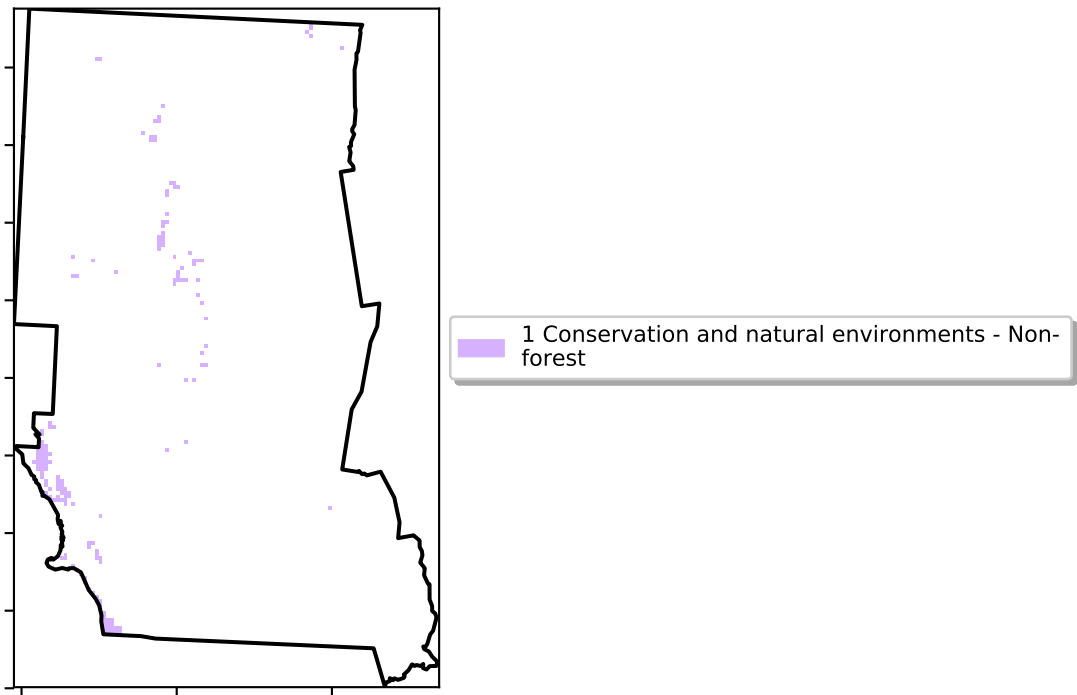 1 Conservation and natural environments - Non-
forest